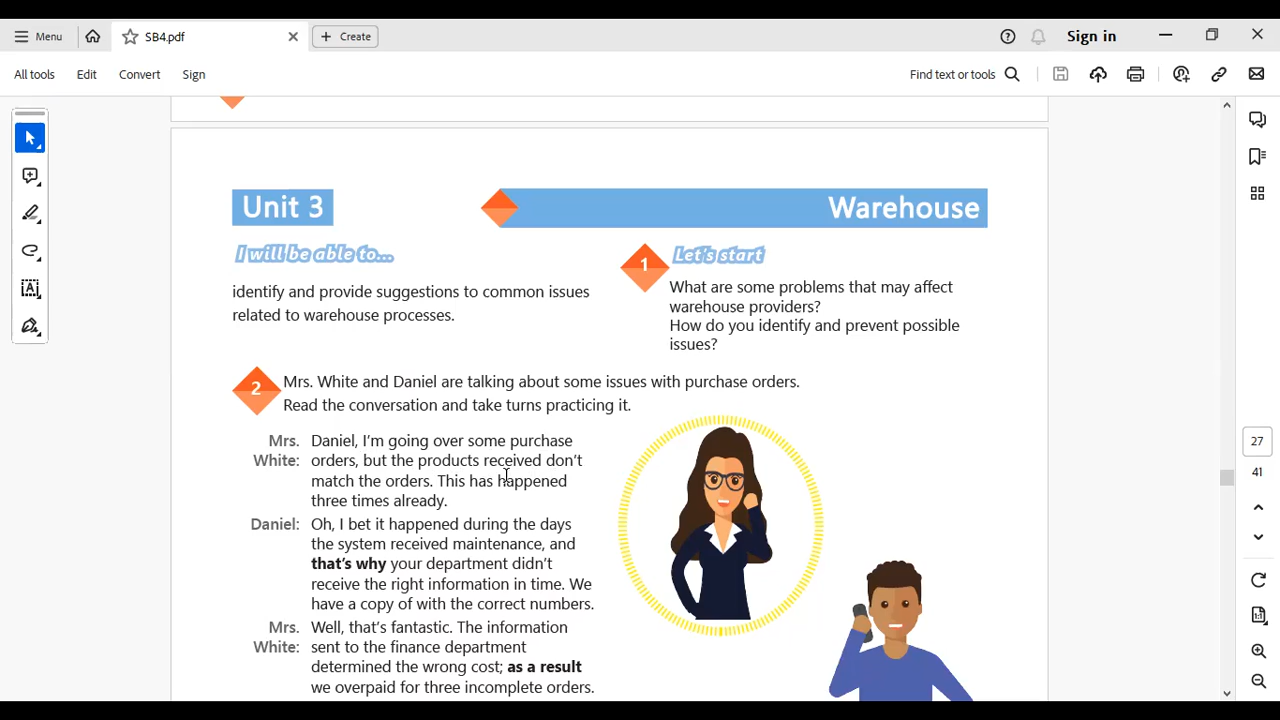 Menu
SB4.pdf
Create
Sign in
All tools
Edit
Convert
Sign
Find text or tools
Unit 3
Warehouse
I will be able to...
identify and provide suggestions to common issues
related to warehouse processes.
1
Let's start
What are some problems that may affect
warehouse providers?
How do you identify and prevent possible
issues?
2
Mrs. White and Daniel are talking about some issues with purchase orders.
Read the conversation and take turns practicing it.
Mrs. Daniel, I'm going over some purchase
White: orders, but the products received don't
match the orders. This has happened
three times already.
Daniel: Oh, I bet it happened during the days
the system received maintenance, and
that's why your department didn't
receive the right information in time. We
have a copy of with the correct numbers.
Mrs. Well, that's fantastic. The information
White: sent to the finance department
determined the wrong cost; as a result
we overpaid for three incomplete orders.
27
41